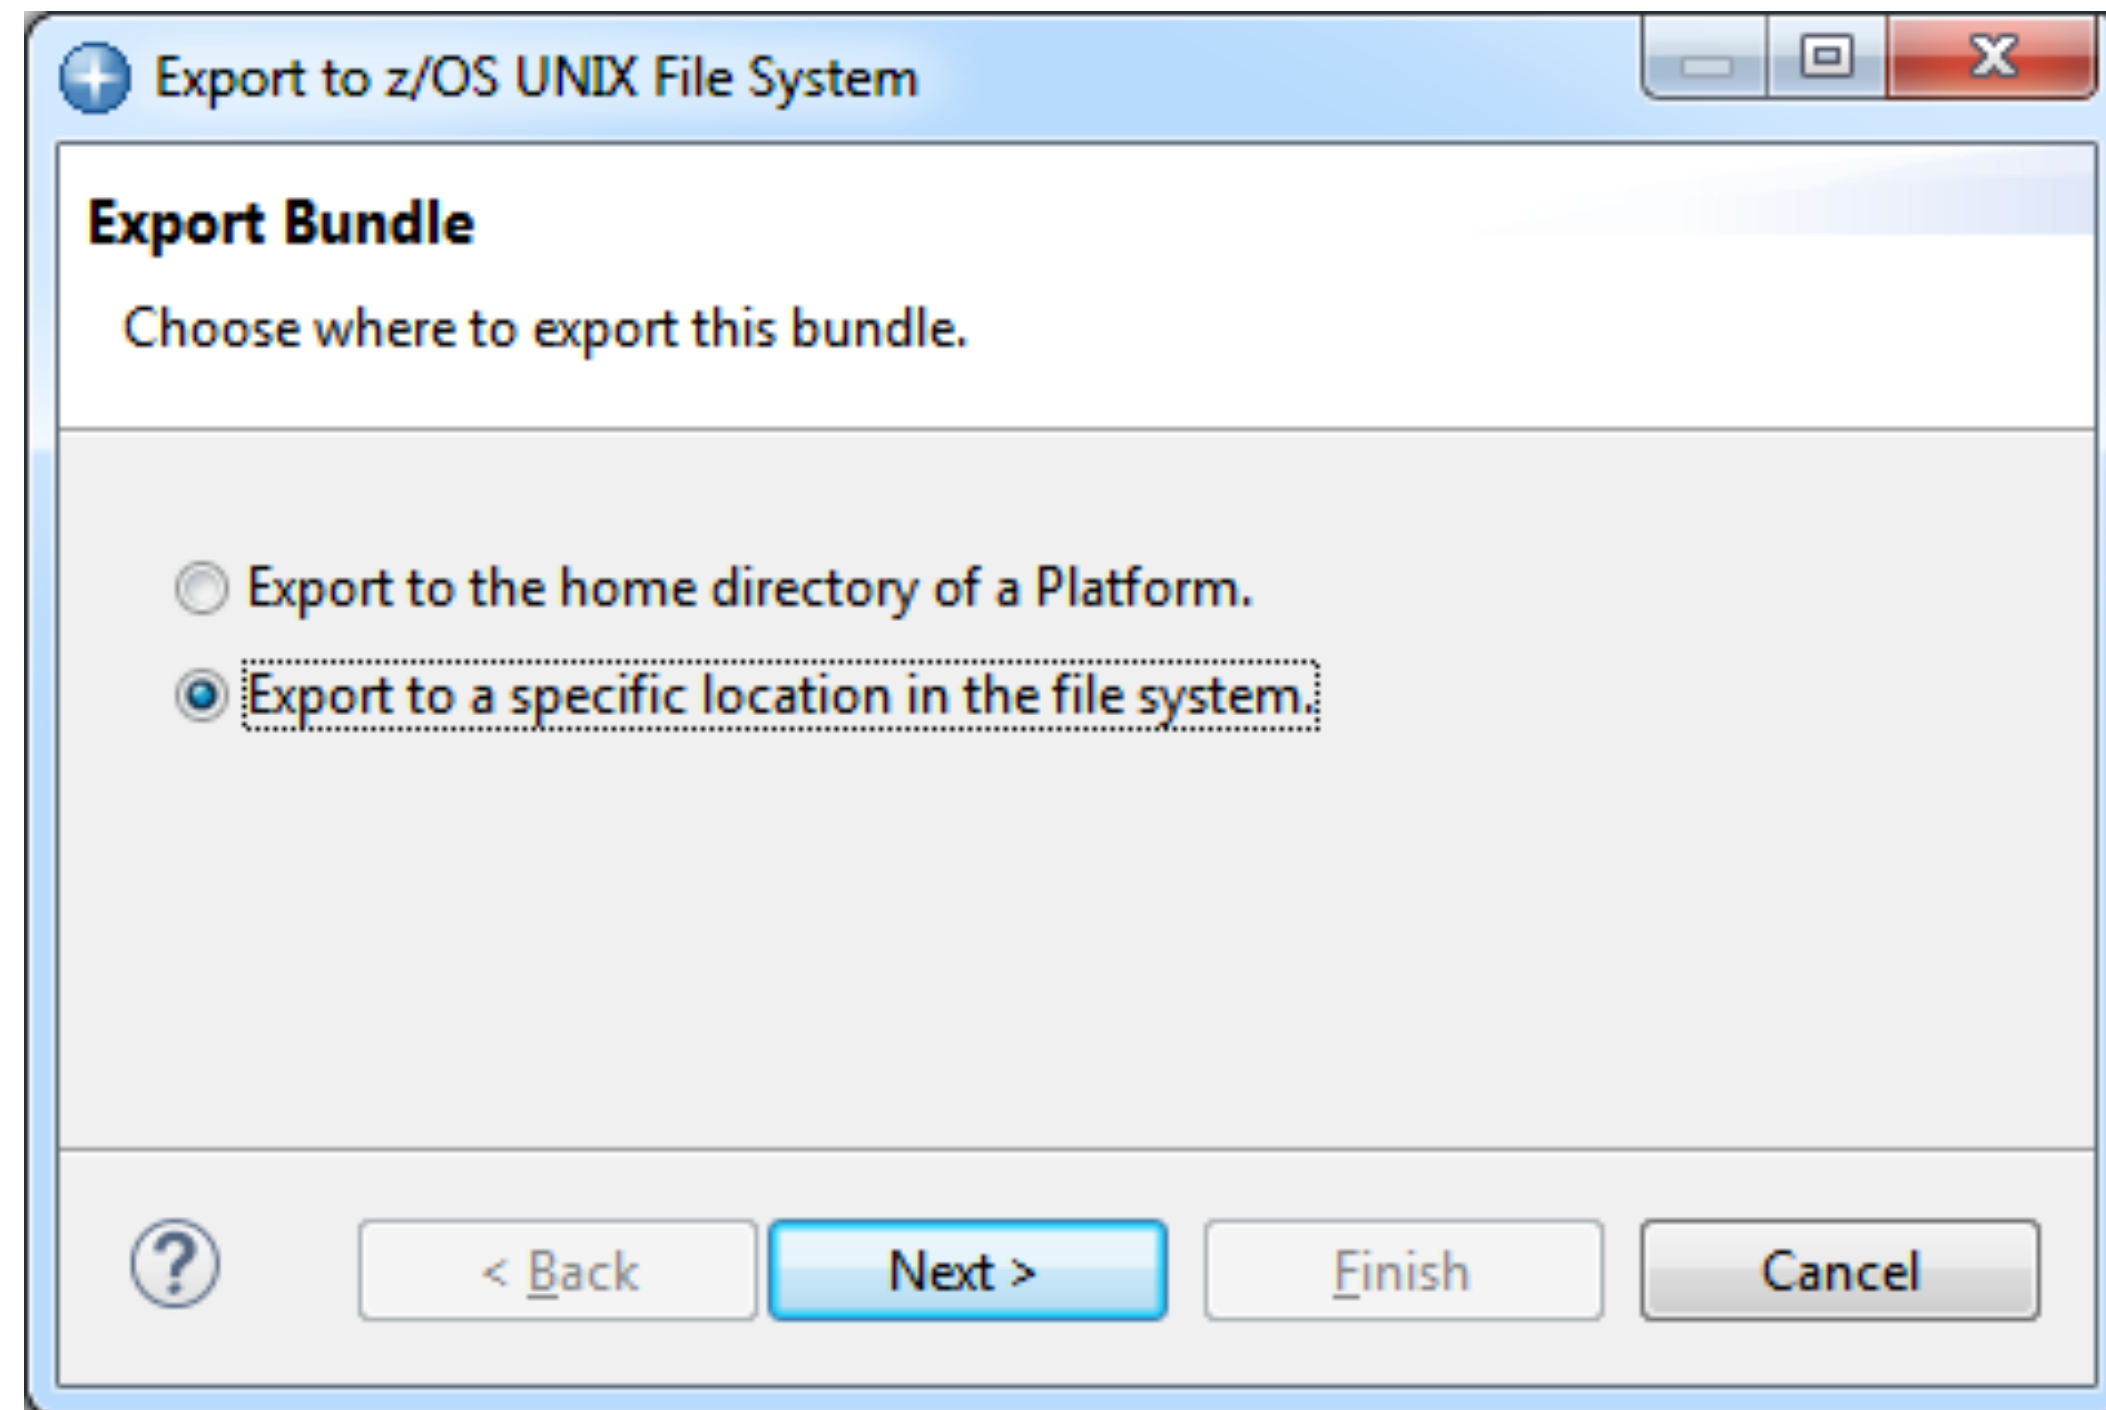 Export to z/OS UNIX File System
Export Bundle
Choose where to export this bundle.
Export to the home directory of a Platform.
Export to a specific location in the file system.
? < Back Next > Finish Cancel